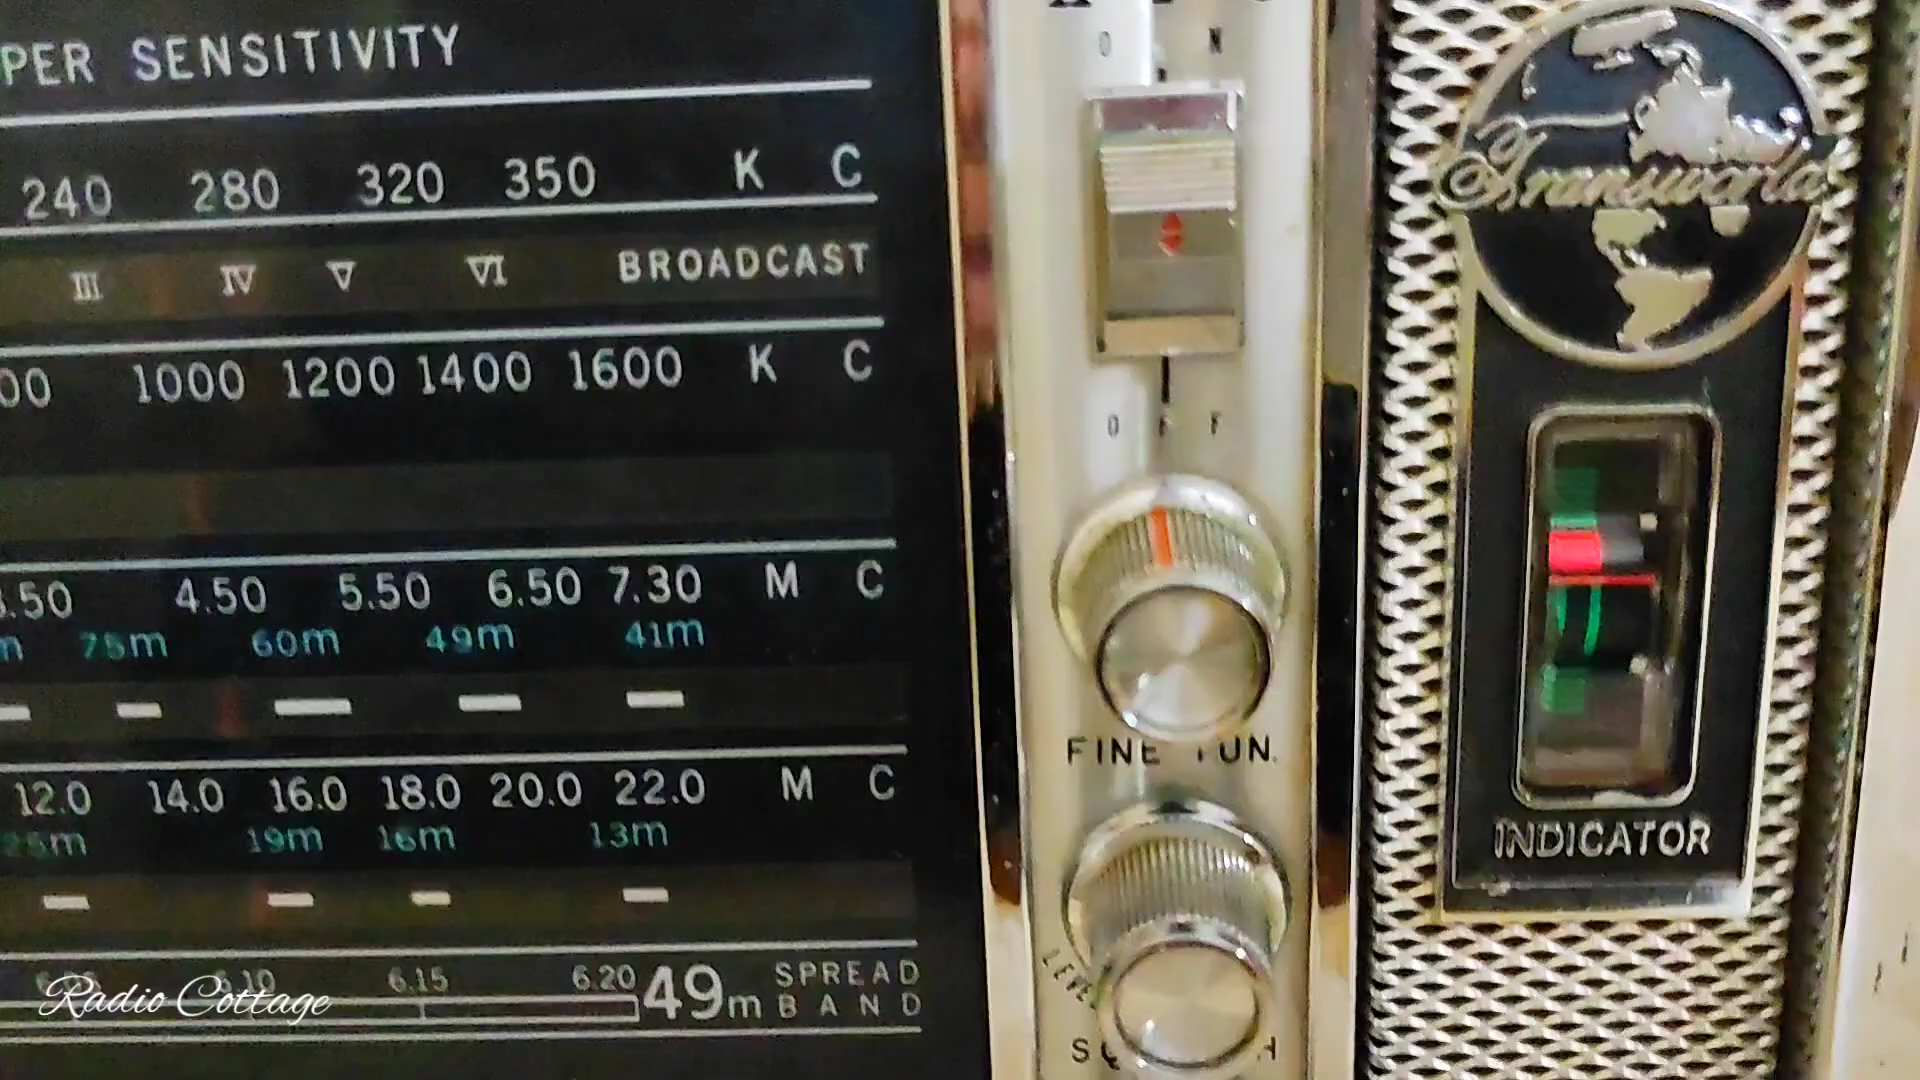 PER SENSITIVITY
240 280 320 350 K C
III IV V VI BROADCAST
00 1000 1200 1400 1600 K C
.50 4.50 5.50 6.50 7.30 M C
m 75m 60m 49m 41m
12.0 14.0 16.0 18.0 20.0 22.0 M C
25m 19m 16m 13m
6.10 6.15 6.20 49m SPREAD
BAND
Radio Cottage
O N
O F F
FINE TUN.
LEVE
Transworld
INDICATOR